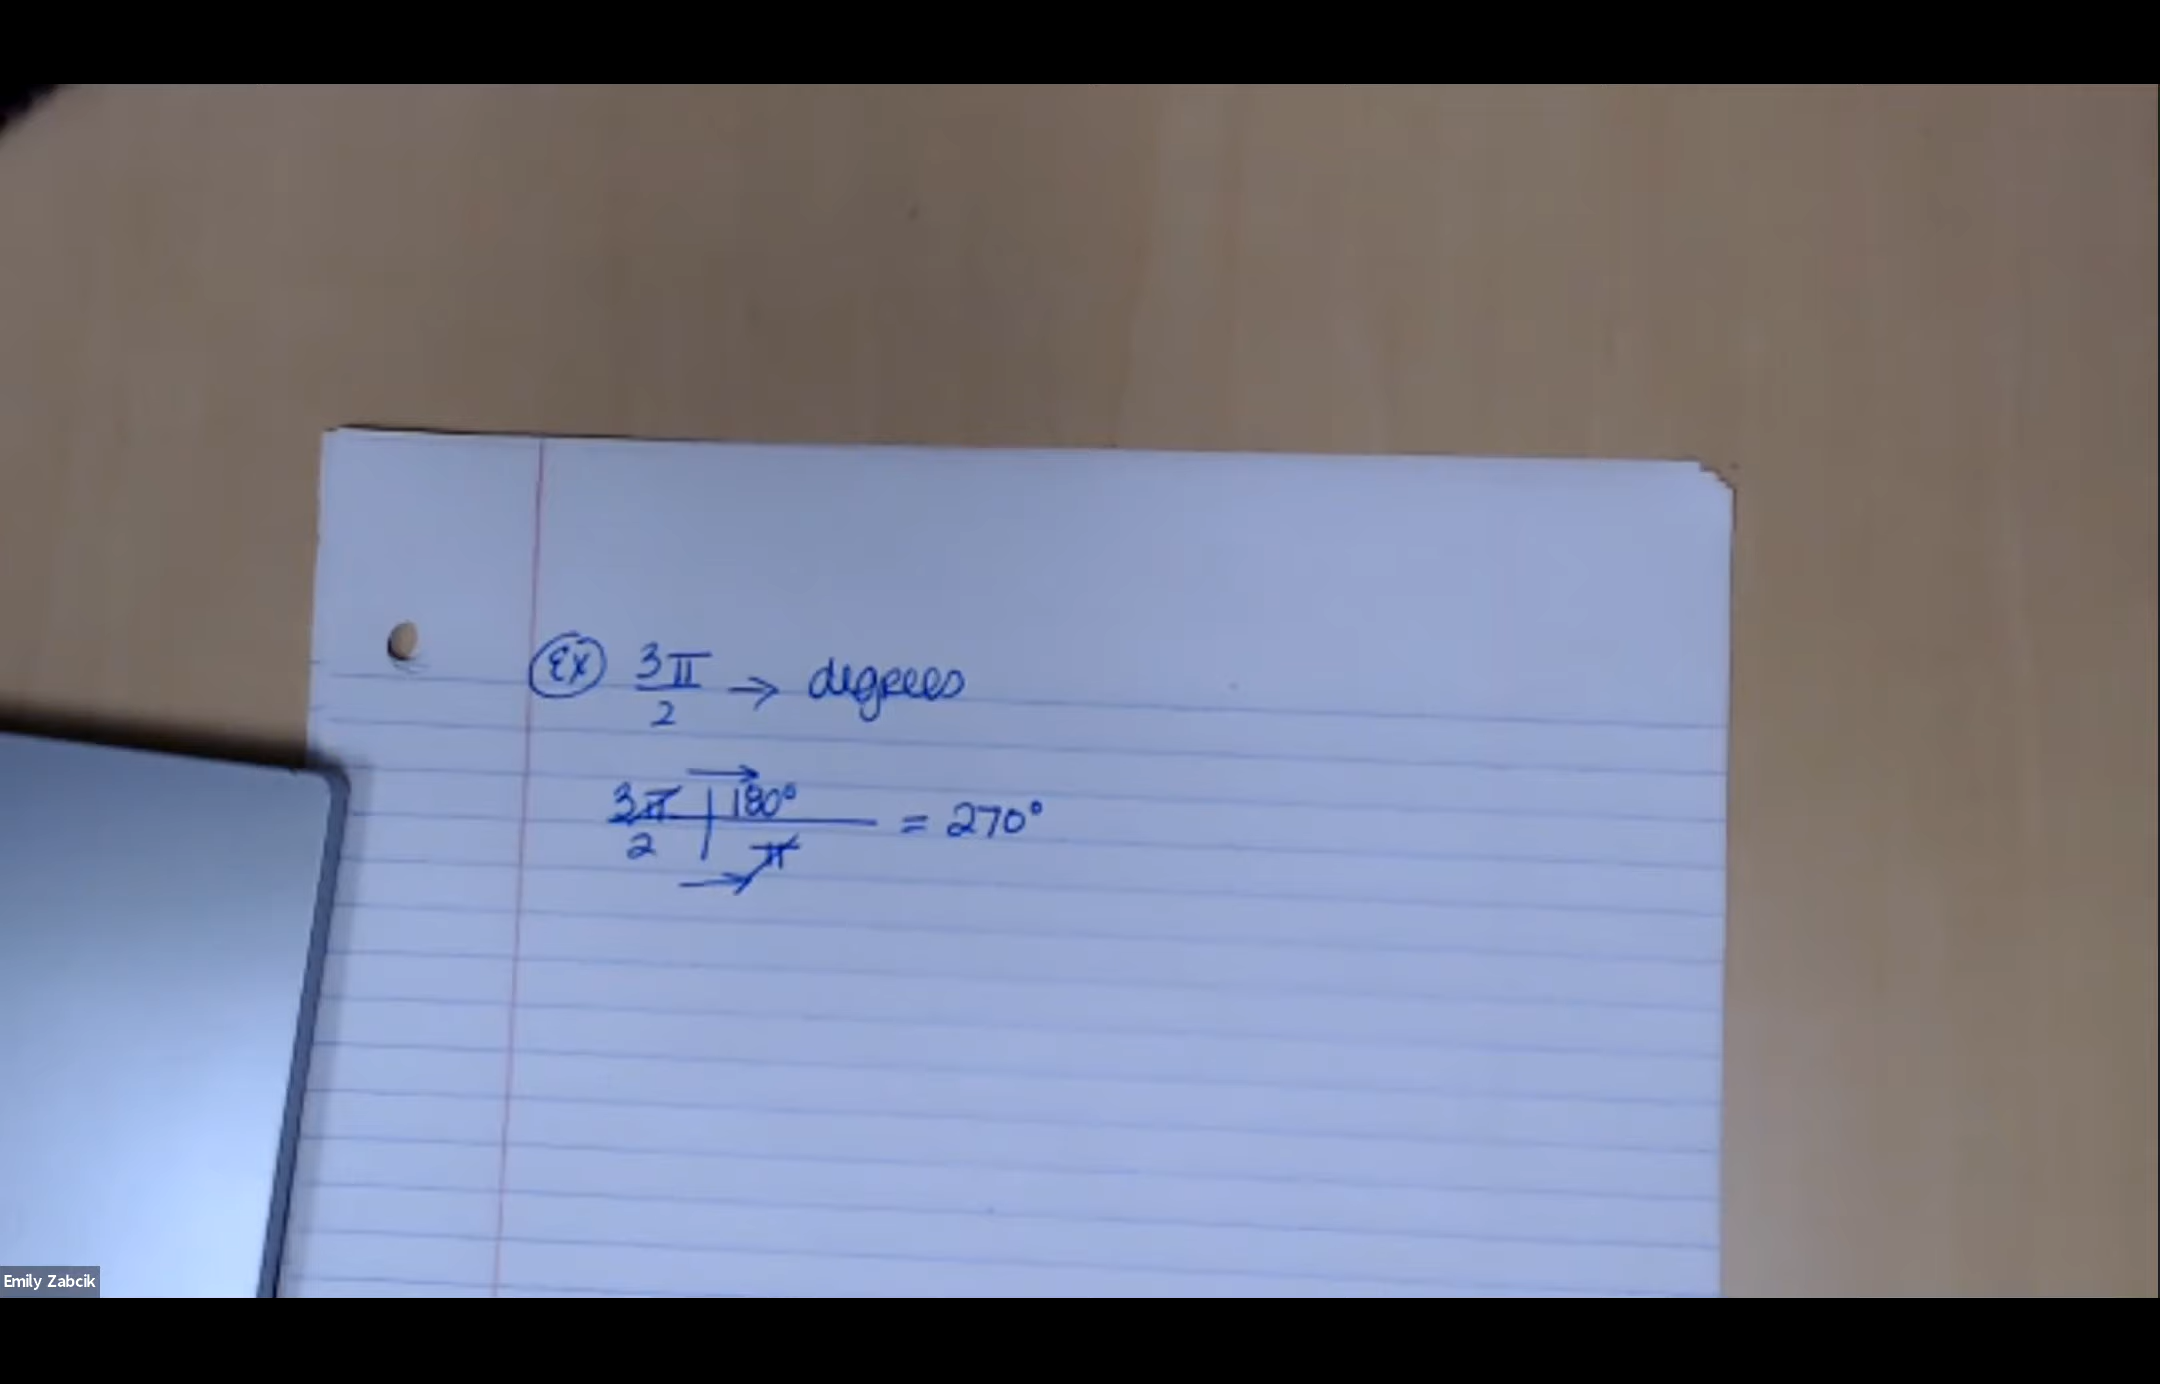 Ex 3π/2 → degrees
3π/2 | 180°/π = 270°
Emily Zabcik